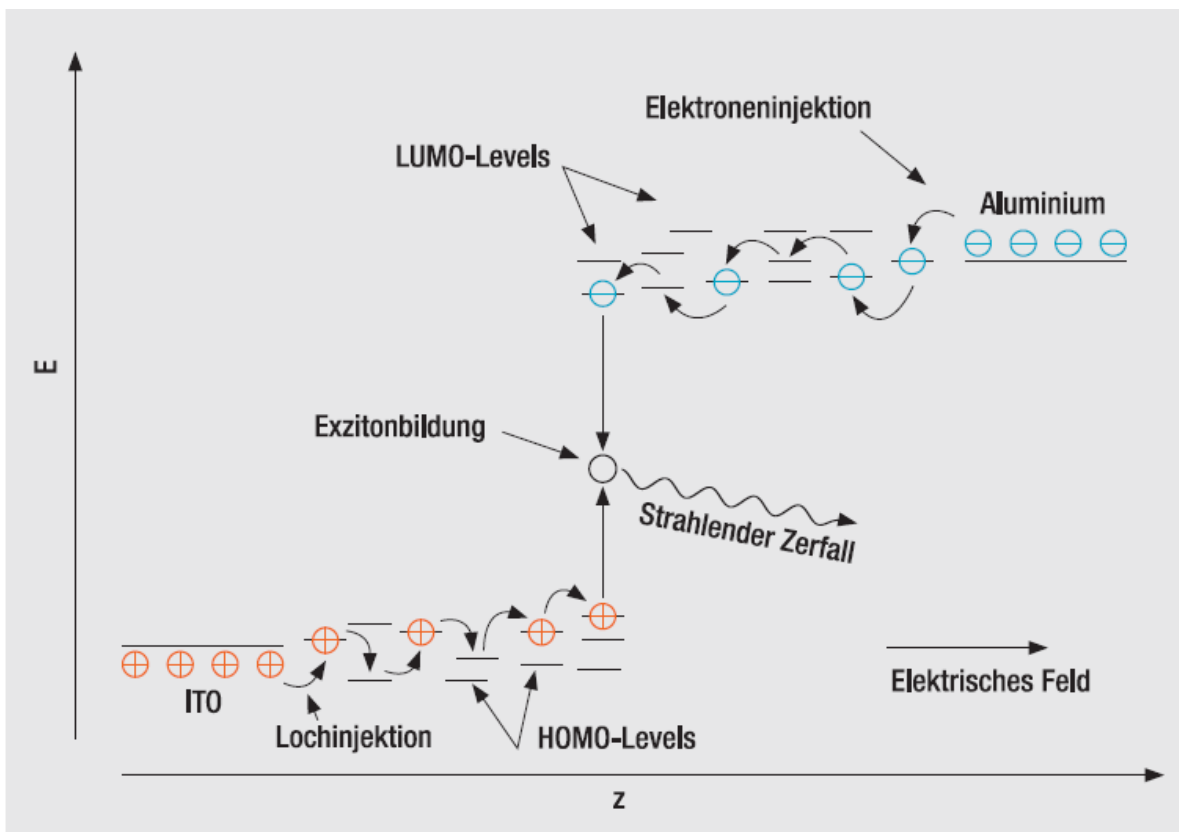 Elektroneninjektion
LUMO-Levels
Aluminium
E
Exzitonbildung
Strahlender Zerfall
ITO
Elektrisches Feld
Lochinjektion
HOMO-Levels
z